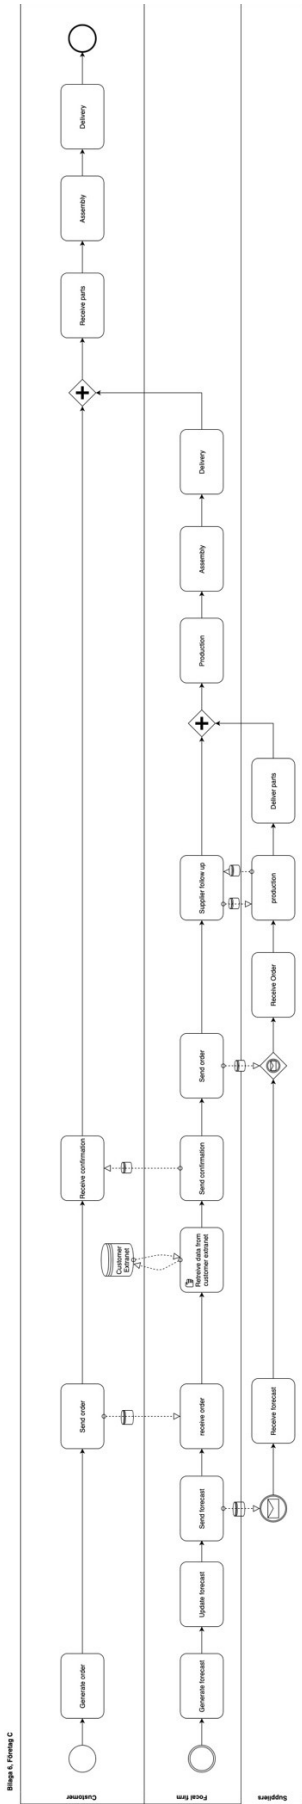 Bilaga 6, Företag C
Customer
Generate order
Send order
Receive confirmation
Receive parts
Assembly
Delivery
Customer
Extranet
Focal firm
Generate forecast
Update forecast
Send forecast
receive order
Retreive data from
customer extranet
Send confirmation
Send order
Supplier follow up
Production
Assembly
Delivery
Suppliers
Receive forecast
Receive Order
production
Deliver parts